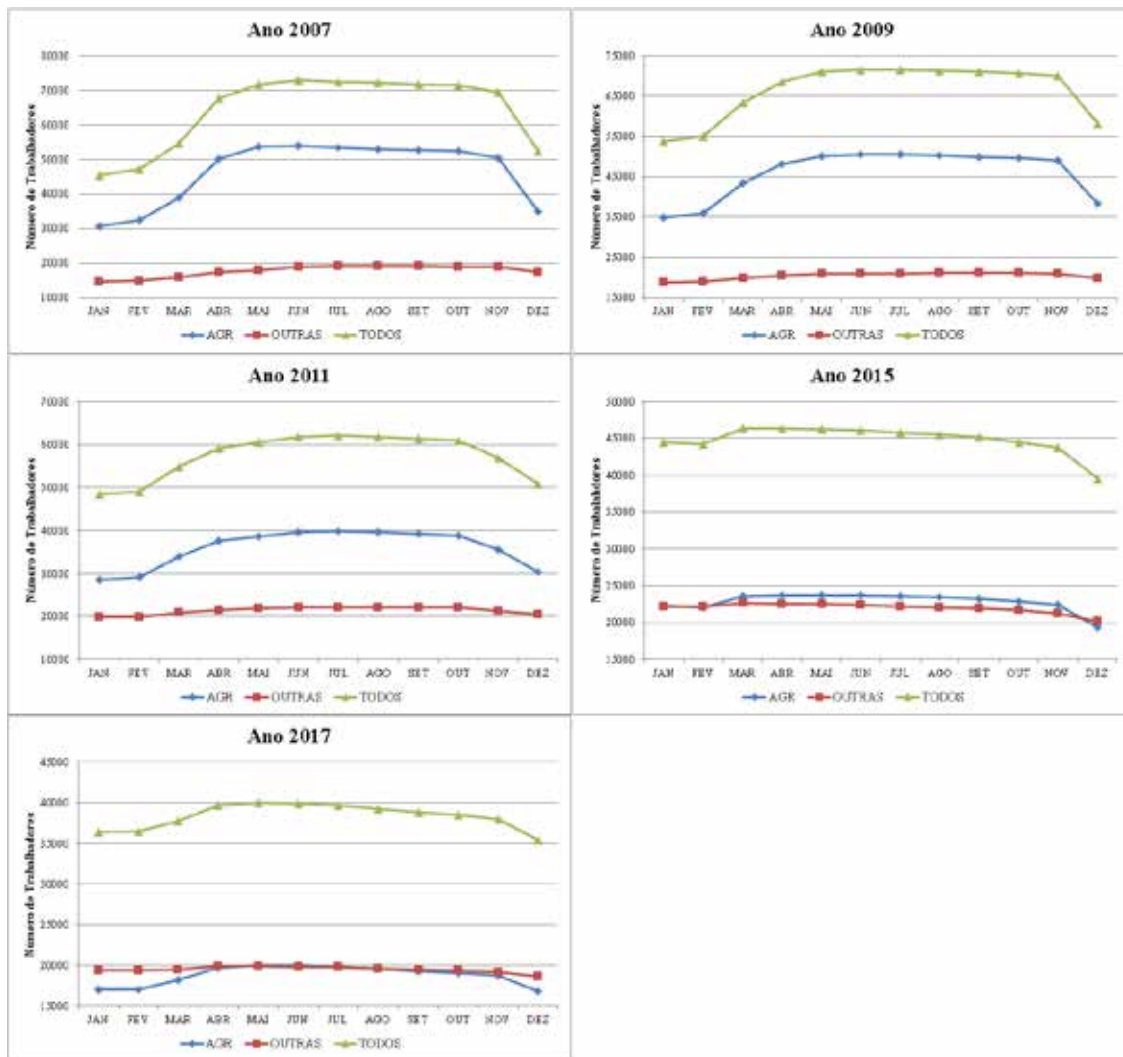 Ano 2007
Número de Trabalhadores
80000
70000
60000
50000
40000
30000
20000
10000
JAN FEV MAR ABR MAI JUN JUL AGO SET OUT NOV DEZ
AGR OUTRAS TODOS
Ano 2009
Número de Trabalhadores
75000
65000
55000
45000
35000
25000
15000
JAN FEV MAR ABR MAI JUN JUL AGO SET OUT NOV DEZ
AGR OUTRAS TODOS
Ano 2011
Número de Trabalhadores
70000
60000
50000
40000
30000
20000
10000
JAN FEV MAR ABR MAI JUN JUL AGO SET OUT NOV DEZ
AGR OUTRAS TODOS
Ano 2015
Número de Trabalhadores
50000
45000
40000
35000
30000
25000
20000
15000
JAN FEV MAR ABR MAI JUN JUL AGO SET OUT NOV DEZ
AGR OUTRAS TODOS
Ano 2017
Número de Trabalhadores
45000
40000
35000
30000
25000
20000
15000
JAN FEV MAR ABR MAI JUN JUL AGO SET OUT NOV DEZ
AGR OUTRAS TODOS